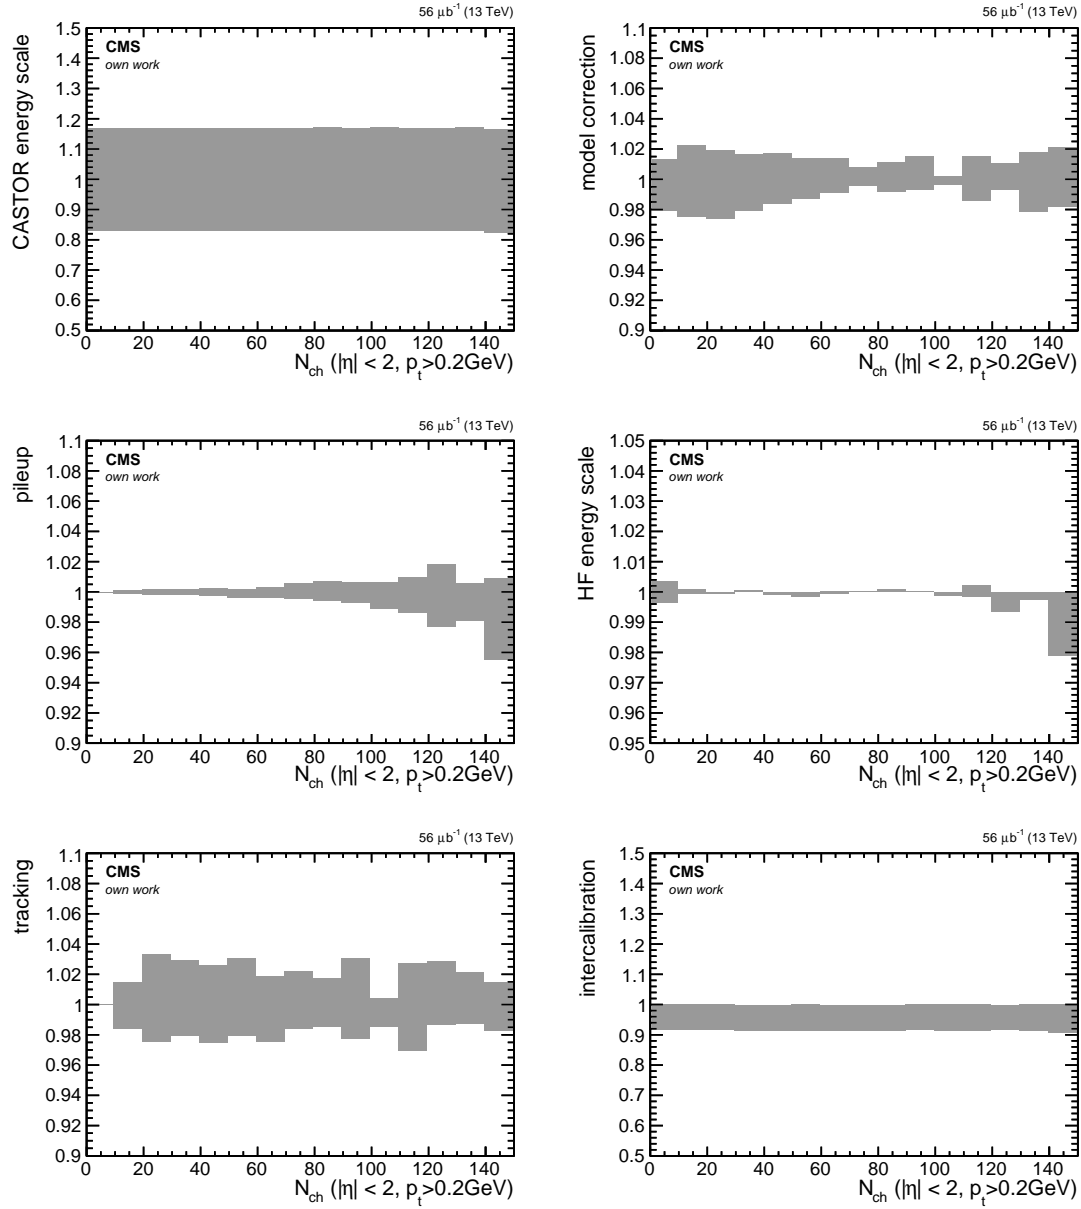 56 μb⁻¹ (13 TeV)
CASTOR energy scale
CMS
own work
1.5
1.4
1.3
1.2
1.1
1
0.9
0.8
0.7
0.6
0.5
0 20 40 60 80 100 120 140
N_ch (|η| < 2, p_t>0.2GeV)
56 μb⁻¹ (13 TeV)
model correction
CMS
own work
1.1
1.08
1.06
1.04
1.02
1
0.98
0.96
0.94
0.92
0.9
0 20 40 60 80 100 120 140
N_ch (|η| < 2, p_t>0.2GeV)
56 μb⁻¹ (13 TeV)
pileup
CMS
own work
1.1
1.08
1.06
1.04
1.02
1
0.98
0.96
0.94
0.92
0.9
0 20 40 60 80 100 120 140
N_ch (|η| < 2, p_t>0.2GeV)
56 μb⁻¹ (13 TeV)
HF energy scale
CMS
own work
1.05
1.04
1.03
1.02
1.01
1
0.99
0.98
0.97
0.96
0.95
0 20 40 60 80 100 120 140
N_ch (|η| < 2, p_t>0.2GeV)
56 μb⁻¹ (13 TeV)
tracking
CMS
own work
1.1
1.08
1.06
1.04
1.02
1
0.98
0.96
0.94
0.92
0.9
0 20 40 60 80 100 120 140
N_ch (|η| < 2, p_t>0.2GeV)
56 μb⁻¹ (13 TeV)
intercalibration
CMS
own work
1.5
1.4
1.3
1.2
1.1
1
0.9
0.8
0.7
0.6
0.5
0 20 40 60 80 100 120 140
N_ch (|η| < 2, p_t>0.2GeV)